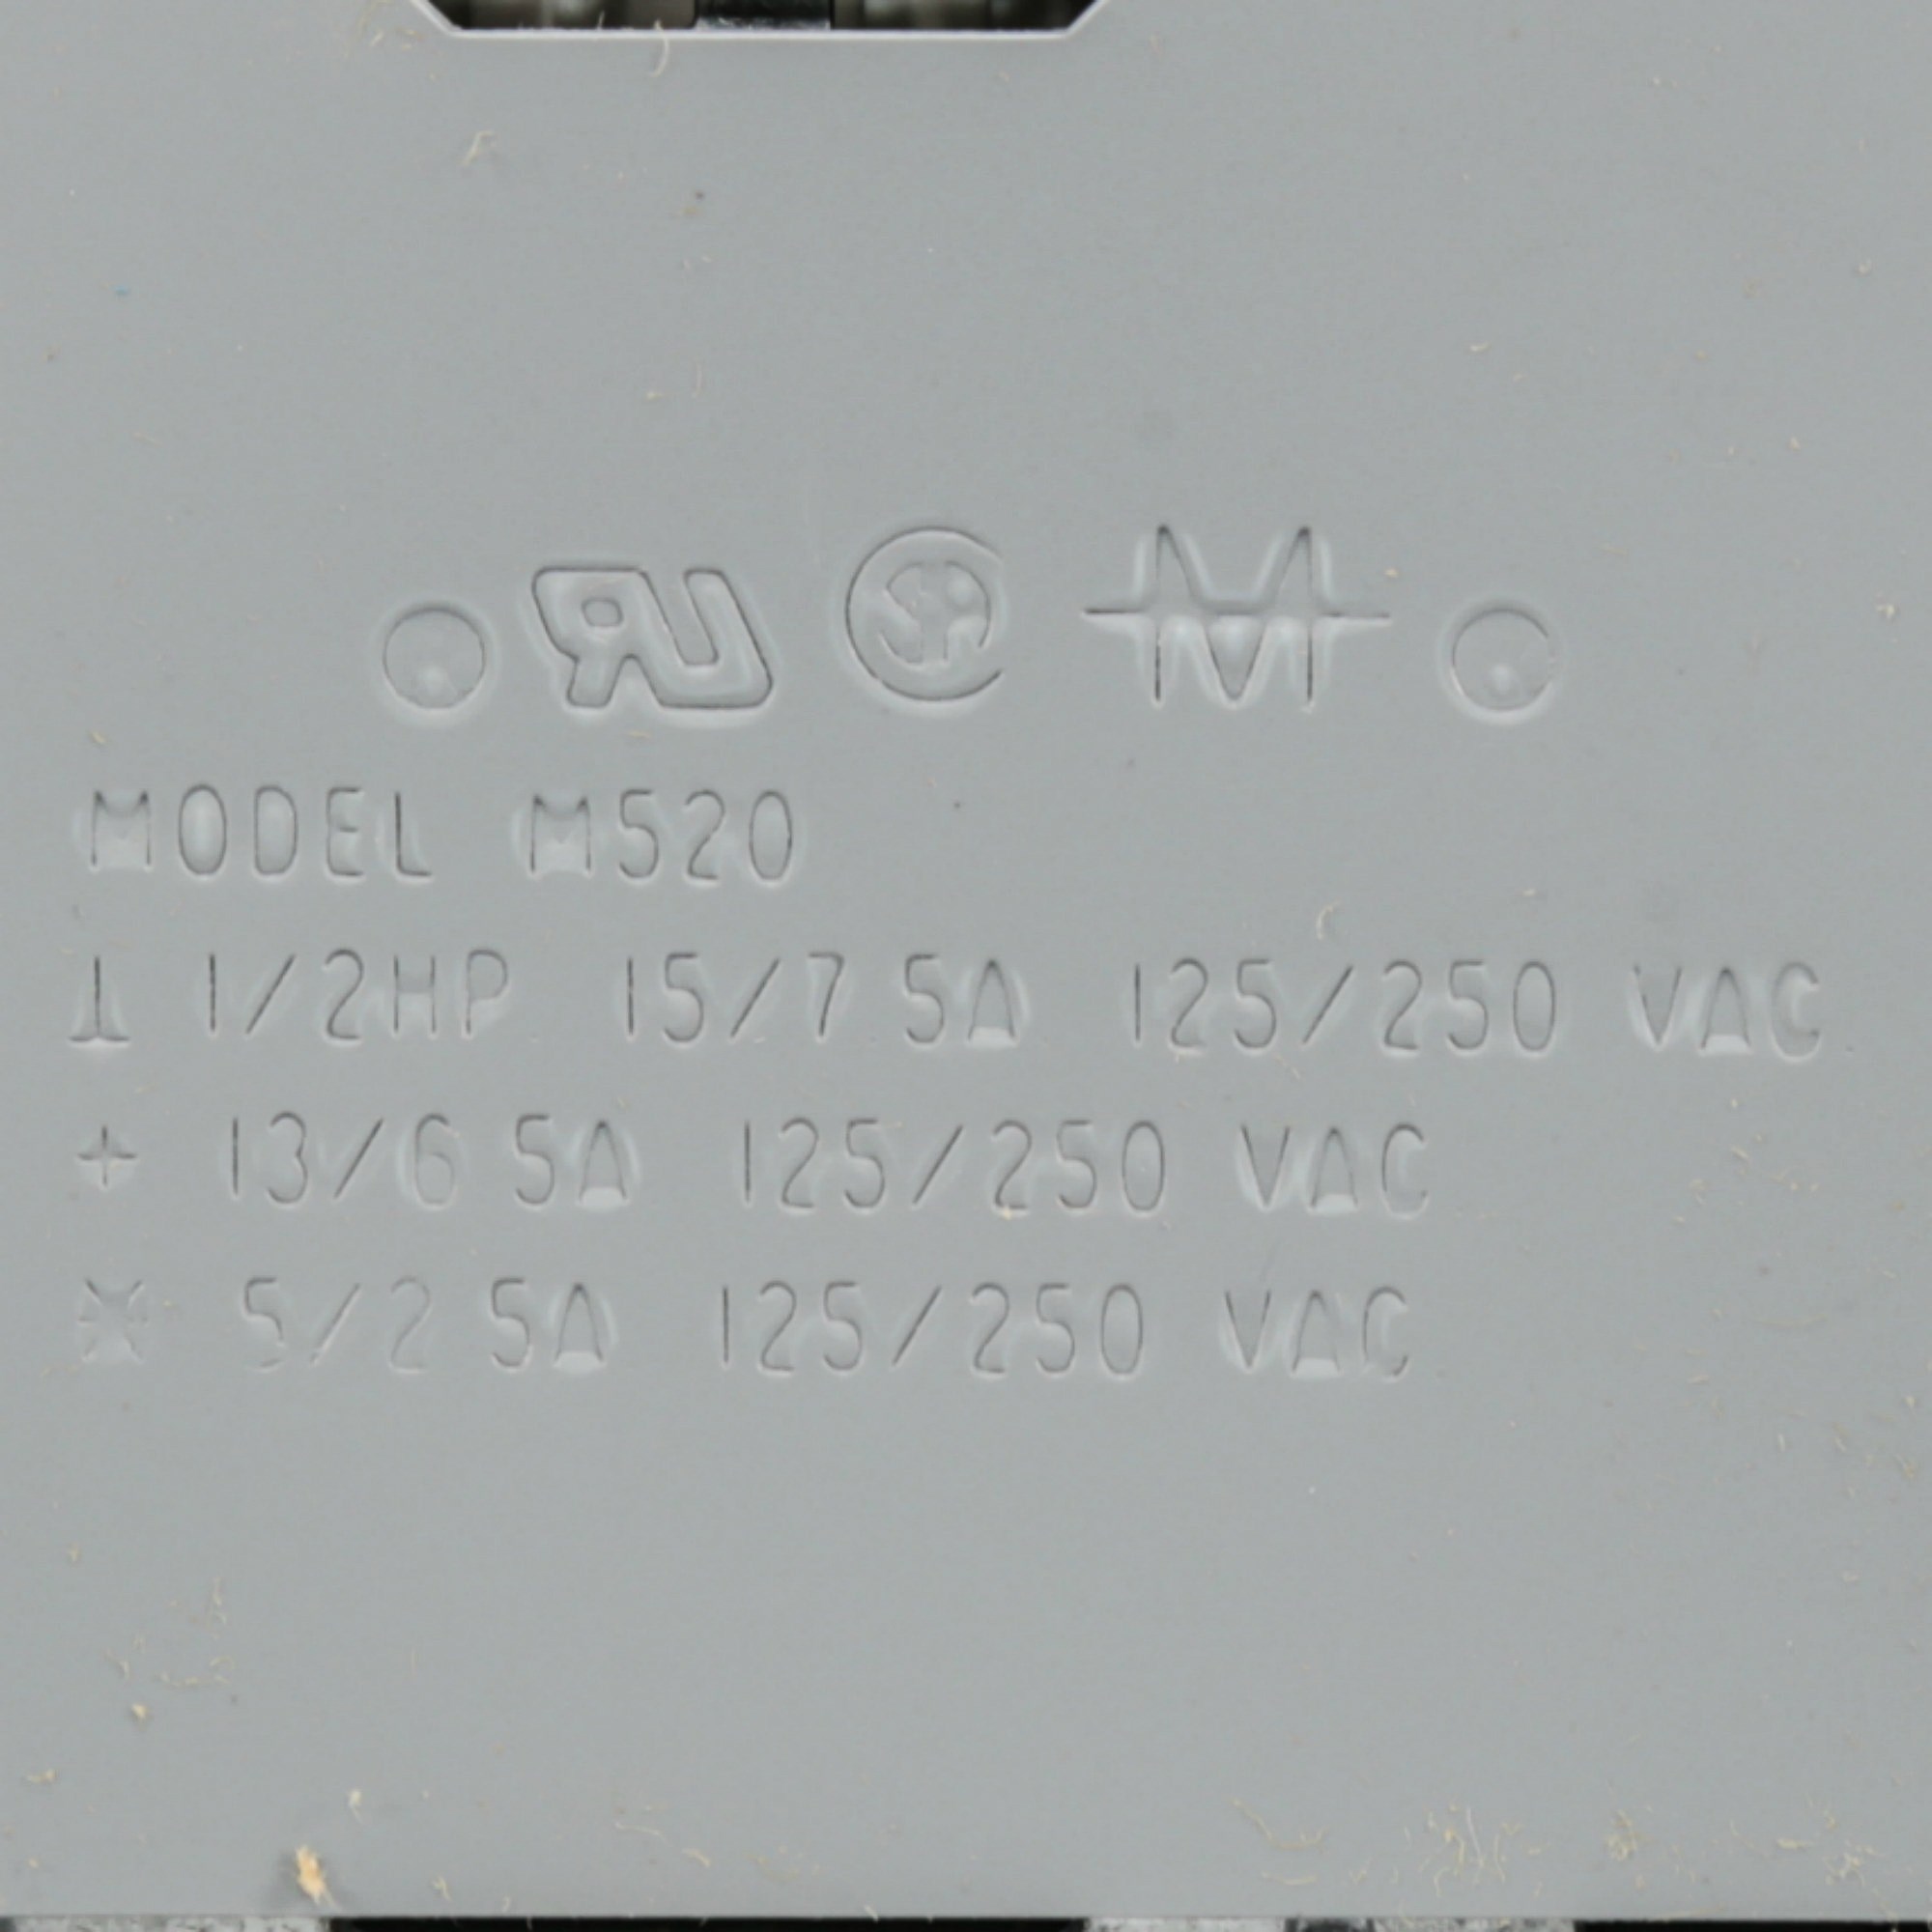 MODEL M520
⊥ 1/2HP 15/7.5A 125/250 VAC
+ 13/6.5A 125/250 VAC
※ 5/2.5A 125/250 VAC